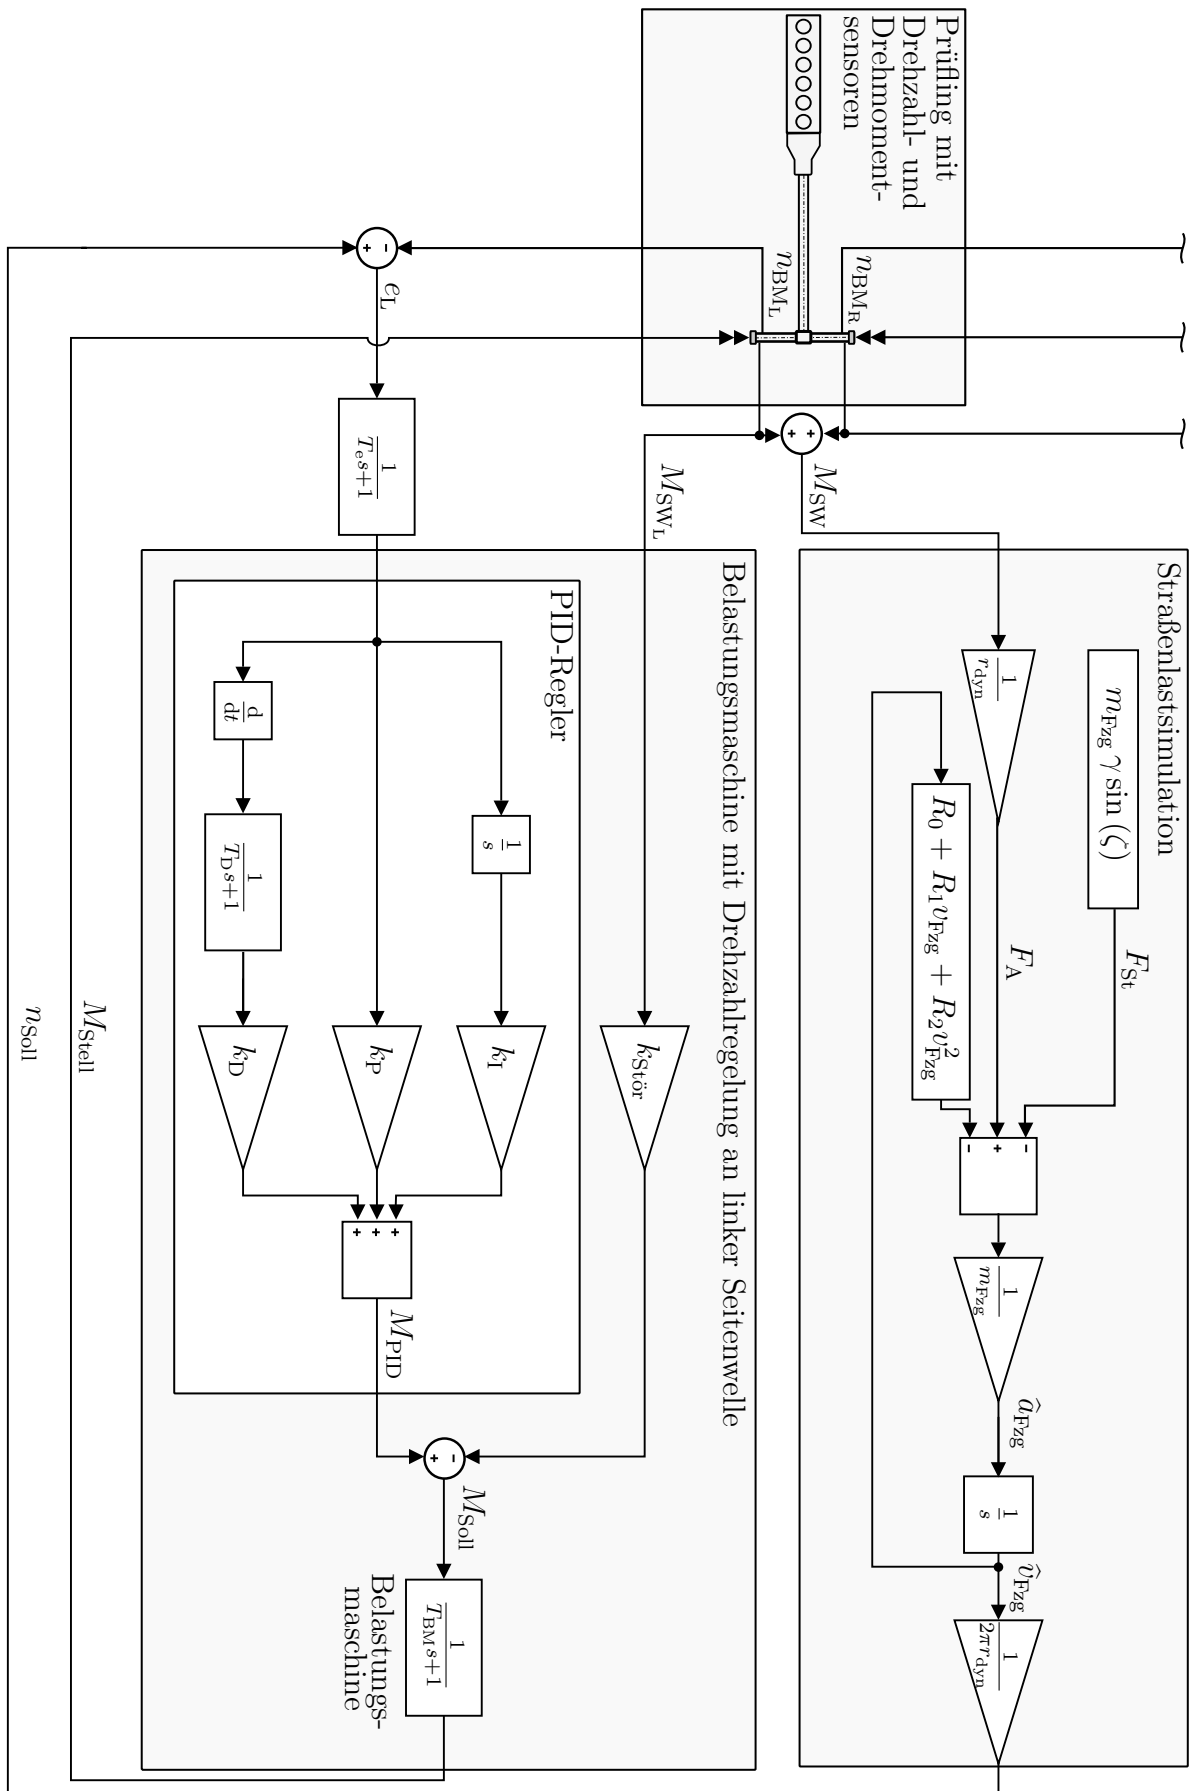 Prüfling mit
Drehzahl- und
Drehmoment-
sensoren
n_BM_R
n_BM_L
M_SW
M_SW_L
e_L
1/(T_e s+1)
Straßenlastsimulation
m_Fzg γ sin (ζ)
F_St
1/r_dyn
F_A
R_0 + R_1 v_Fzg + R_2 v_Fzg^2
- + -
1/m_Fzg
â_Fzg
1/s
v̂_Fzg
1/(2πr_dyn)
Belastungsmaschine mit Drehzahlregelung an linker Seitenwelle
k_Stör
PID-Regler
1/s
k_I
k_P
d/dt
1/(T_D s+1)
k_D
+ + +
M_PID
+ -
M_Soll
1/(T_BM s+1)
Belastungs-
maschine
+ +
+ -
M_Stell
n_Soll